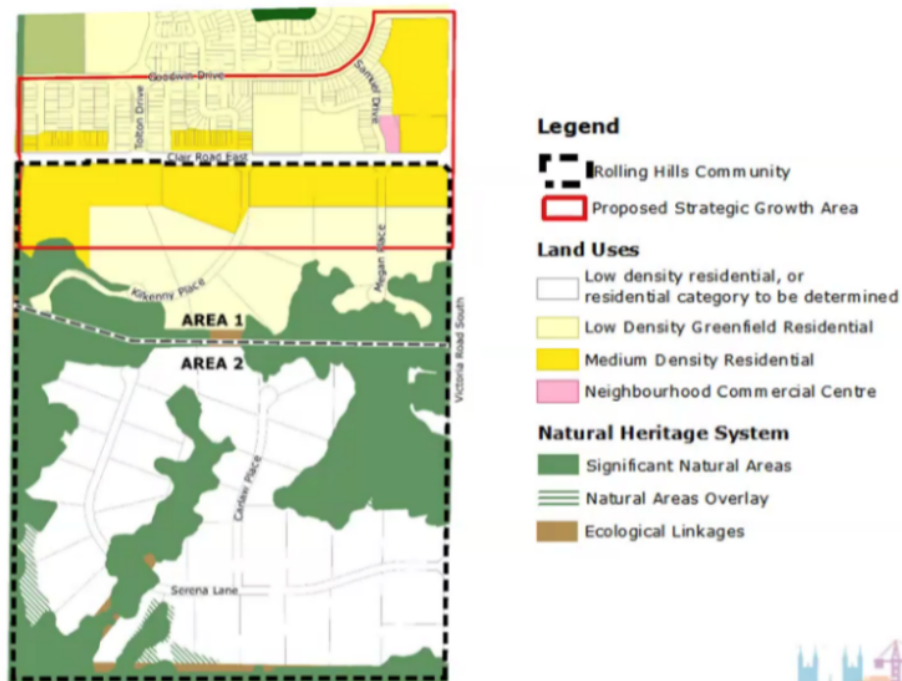 Goodwin Drive
Samuel Drive
Tolton Drive
Clair Road East
Kilkenny Place
Megan Place
AREA 1
AREA 2
Victoria Road South
Carlaw Place
Serena Lane
Legend
Rolling Hills Community
Proposed Strategic Growth Area
Land Uses
Low density residential, or
residential category to be determined
Low Density Greenfield Residential
Medium Density Residential
Neighbourhood Commercial Centre
Natural Heritage System
Significant Natural Areas
Natural Areas Overlay
Ecological Linkages